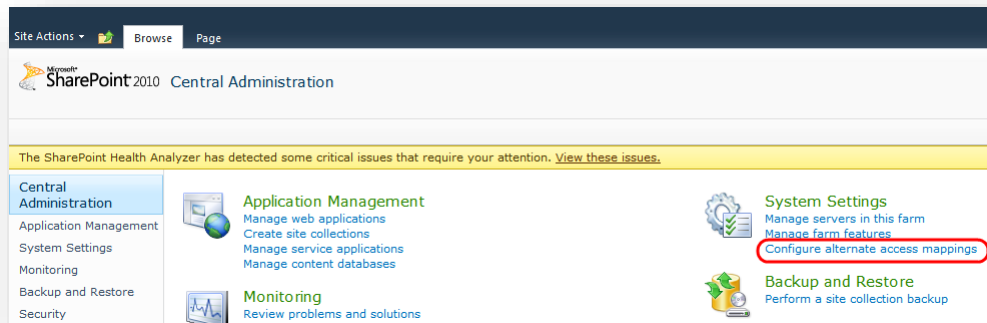 Site Actions Browse Page
Microsoft®
SharePoint 2010 Central Administration
The SharePoint Health Analyzer has detected some critical issues that require your attention. View these issues.
Central
Administration
Application Management
System Settings
Monitoring
Backup and Restore
Security
Application Management
Manage web applications
Create site collections
Manage service applications
Manage content databases
Monitoring
Review problems and solutions
System Settings
Manage servers in this farm
Manage farm features
Configure alternate access mappings
Backup and Restore
Perform a site collection backup